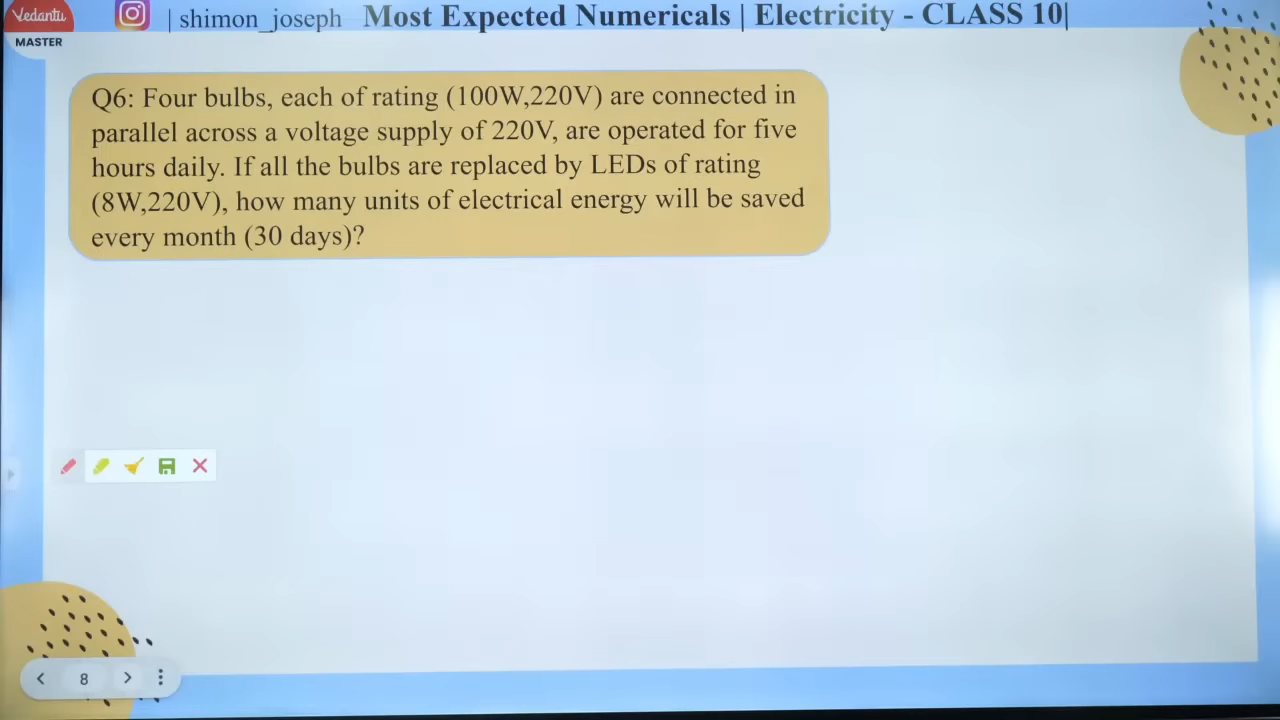 Vedantu
MASTER
| shimon_joseph Most Expected Numericals | Electricity - CLASS 10|
Q6: Four bulbs, each of rating (100W,220V) are connected in
parallel across a voltage supply of 220V, are operated for five
hours daily. If all the bulbs are replaced by LEDs of rating
(8W,220V), how many units of electrical energy will be saved
every month (30 days)?
8